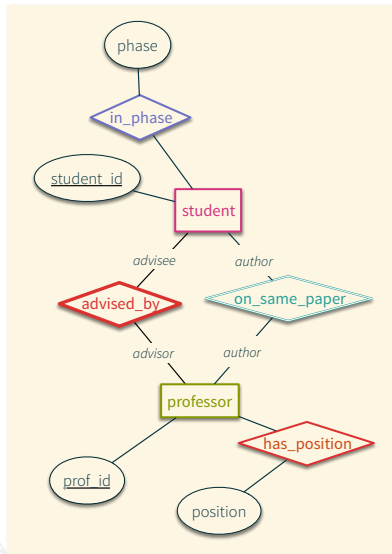 phase
in_phase
student_id
student
advisee
author
advised_by
on_same_paper
advisor
author
professor
has_position
prof_id
position